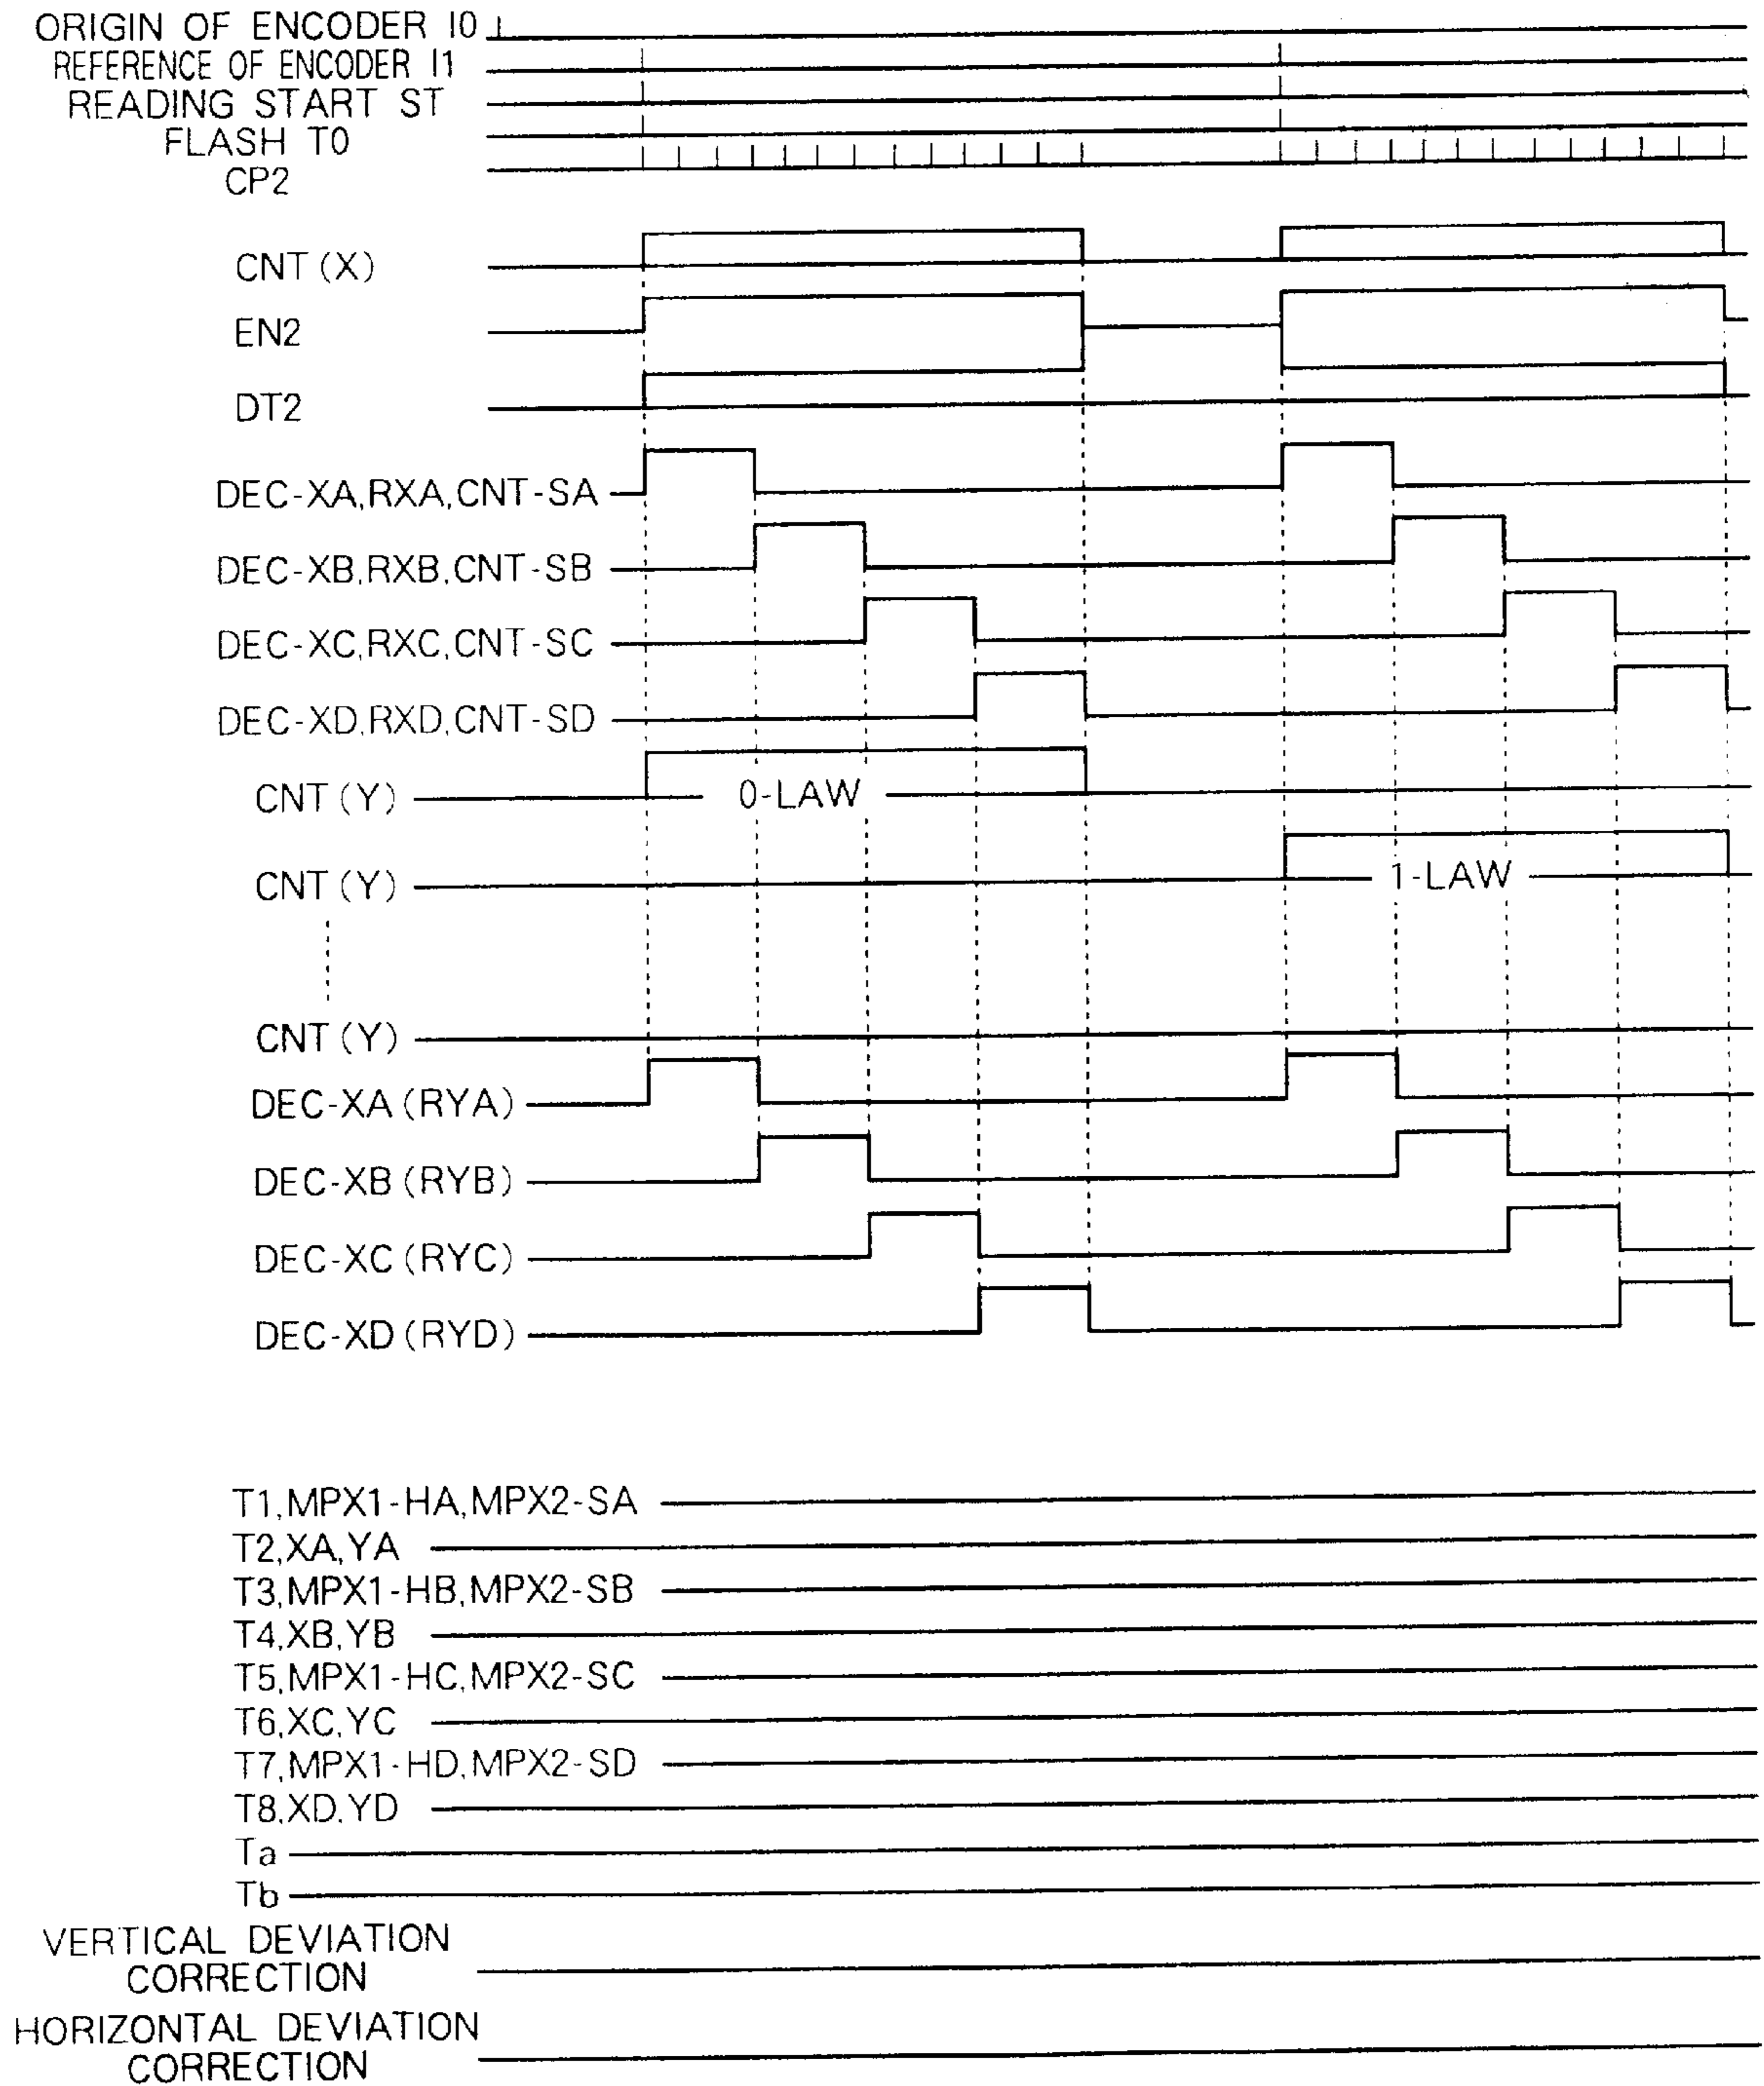 ORIGIN OF ENCODER I0
REFERENCE OF ENCODER I1
READING START ST
FLASH T0
CP2
CNT (X)
EN2
DT2
DEC-XA,RXA,CNT-SA
DEC-XB,RXB,CNT-SB
DEC-XC,RXC,CNT-SC
DEC-XD,RXD,CNT-SD
CNT (Y) 0-LAW
CNT (Y) 1-LAW
CNT (Y)
DEC-XA (RYA)
DEC-XB (RYB)
DEC-XC (RYC)
DEC-XD (RYD)
T1,MPX1-HA,MPX2-SA
T2,XA,YA
T3,MPX1-HB,MPX2-SB
T4,XB,YB
T5,MPX1-HC,MPX2-SC
T6,XC,YC
T7,MPX1-HD,MPX2-SD
T8,XD,YD
Ta
Tb
VERTICAL DEVIATION
CORRECTION
HORIZONTAL DEVIATION
CORRECTION